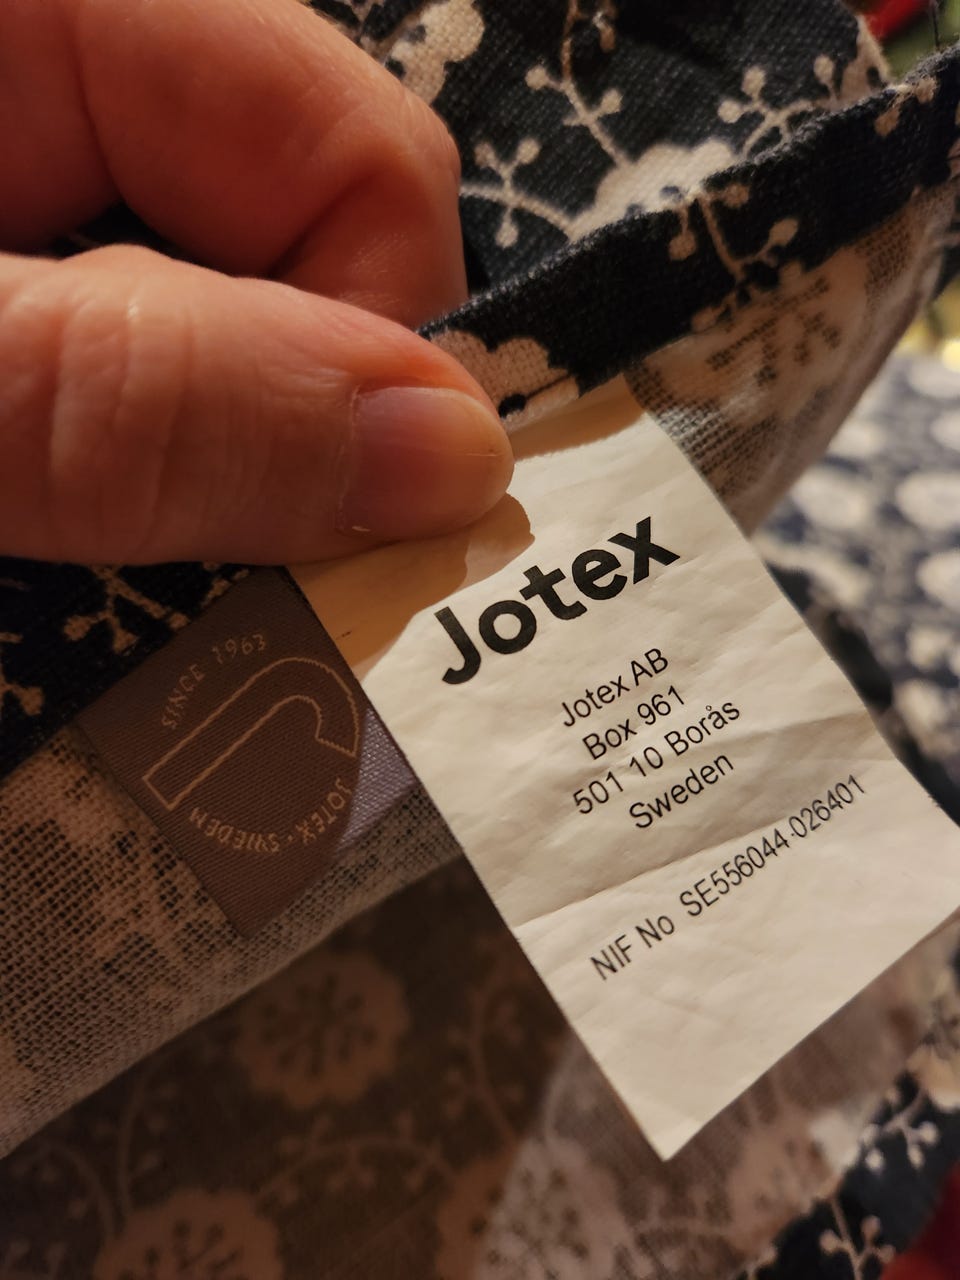 Jotex
Jotex AB
Box 961
501 10 Borås
Sweden
NIF No SE556044-026401
SINCE 1963
JOTEX · SWEDEN